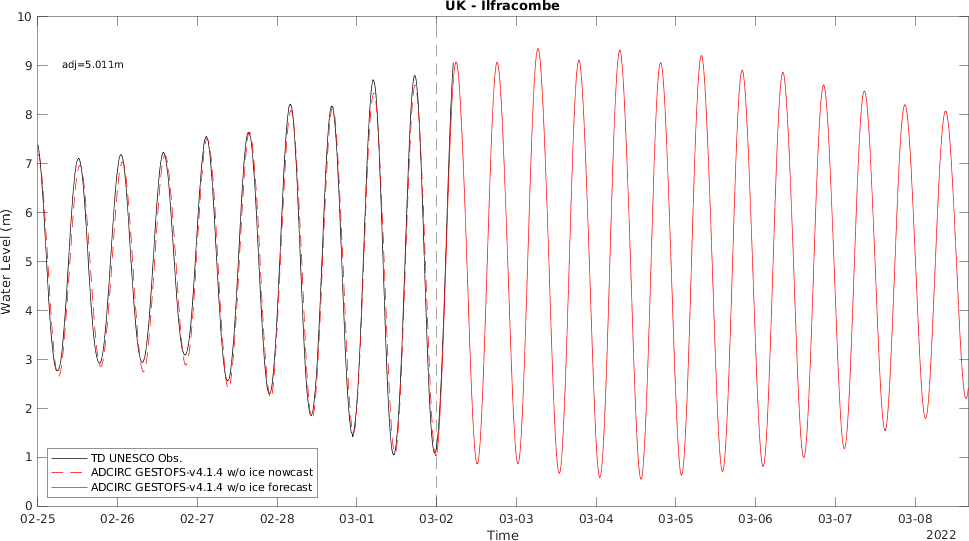 UK - Ilfracombe
10
9
8
7
6
5
4
3
2
1
0
Water Level (m)
adj=5.011m
TD UNESCO Obs.
ADCIRC GESTOFS-v4.1.4 w/o ice nowcast
ADCIRC GESTOFS-v4.1.4 w/o ice forecast
02-25 02-26 02-27 02-28 03-01 03-02 03-03 03-04 03-05 03-06 03-07 03-08
Time
2022